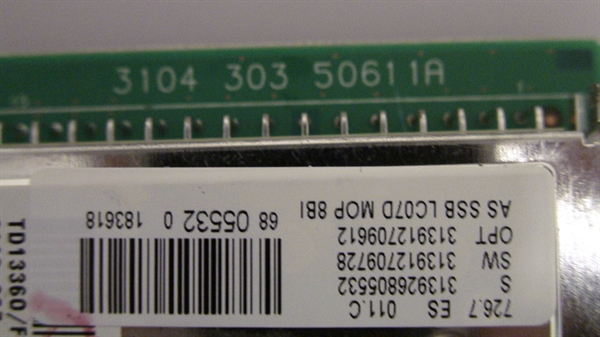 3104 303 50611A
726.7 ES 011.C
S 313926805532
SW 313912709728
OPT 313912709612
AS SSB LC07D MOP 8BI
68 05532 0 183618
TD13360/F